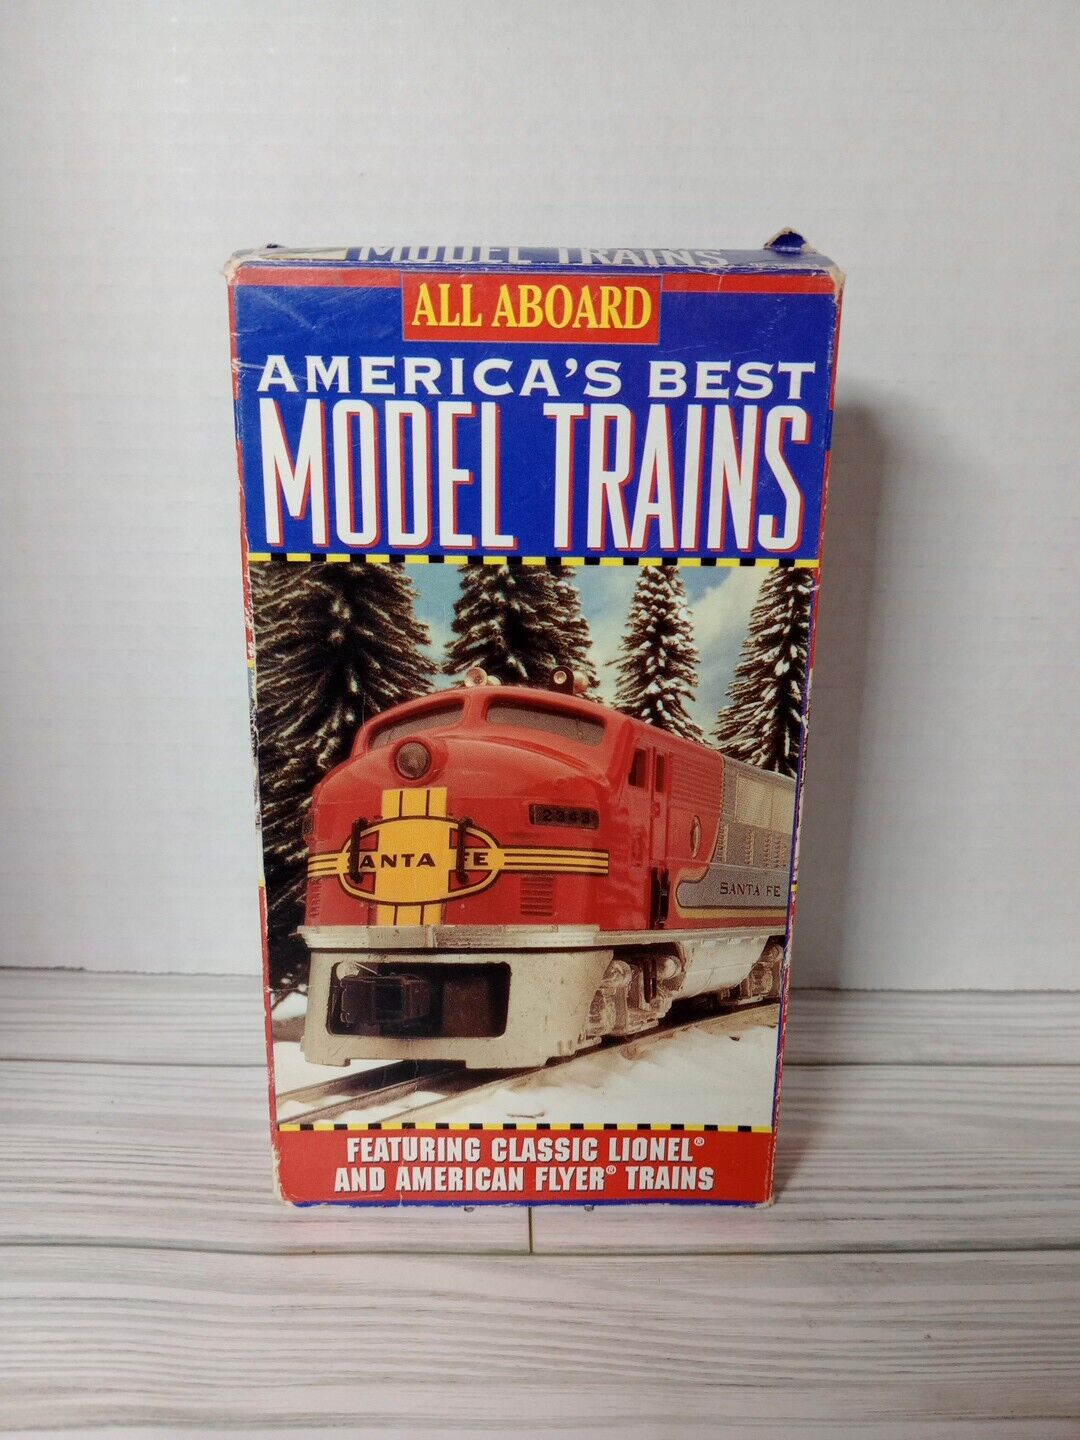 MODEL TRAINS
ALL ABOARD
AMERICA'S BEST
MODEL TRAINS
2343
SANTA FE
SANTA FE
FEATURING CLASSIC LIONEL®
AND AMERICAN FLYER® TRAINS